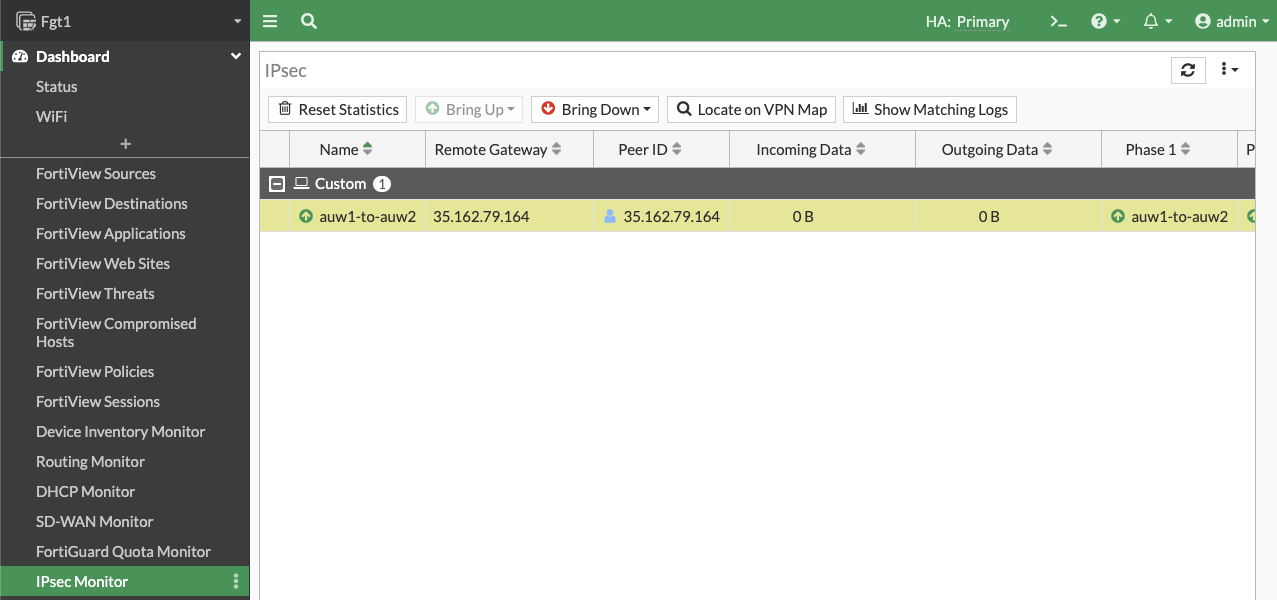 Fgt1
HA: Primary
>_
admin
Dashboard
Status
WiFi
+
FortiView Sources
FortiView Destinations
FortiView Applications
FortiView Web Sites
FortiView Threats
FortiView Compromised
Hosts
FortiView Policies
FortiView Sessions
Device Inventory Monitor
Routing Monitor
DHCP Monitor
SD-WAN Monitor
FortiGuard Quota Monitor
IPsec Monitor
IPsec
Reset Statistics Bring Up Bring Down Locate on VPN Map Show Matching Logs
Name Remote Gateway Peer ID Incoming Data Outgoing Data Phase 1 P
Custom 1
auw1-to-auw2 35.162.79.164 35.162.79.164 0 B 0 B auw1-to-auw2